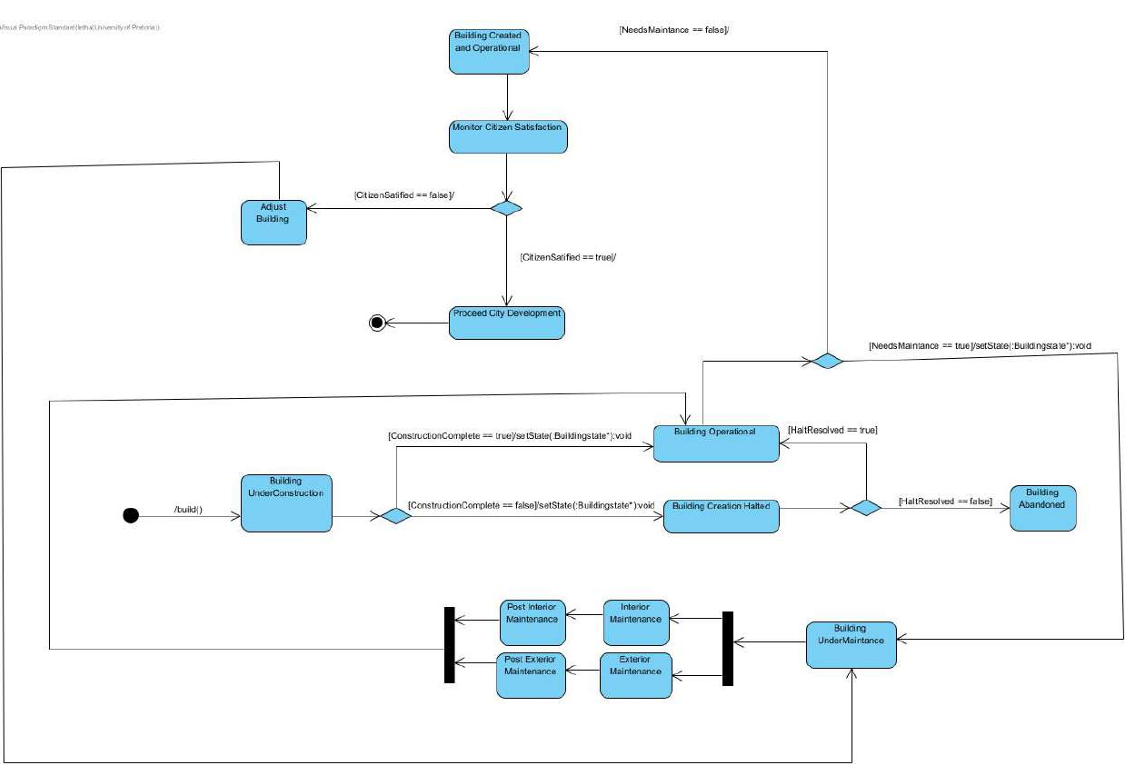 Visual Paradigm Standard(lethal(University of Pretoria))
[NeedsMaintance == false]/
Building Created
and Operational
Monitor Citizen Satisfaction
[CitizenSatified == false]/
Adjust
Building
[CitizenSatified == true]/
Proceed City Development
[NeedsMaintance == true]/setState(:Buildingstate*):void
[ConstructionComplete == true]/setState(:Buildingstate*):void
Building Operational
[HaltResolved == true]
Building
UnderConstruction
/build()
[ConstructionComplete == false]/setState(:Buildingstate*):void
Building Creation Halted
[HaltResolved == false]
Building
Abandoned
Post Interior
Maintenance
Interior
Maintenance
Building
UnderMaintance
Post Exterior
Maintenance
Exterior
Maintenance